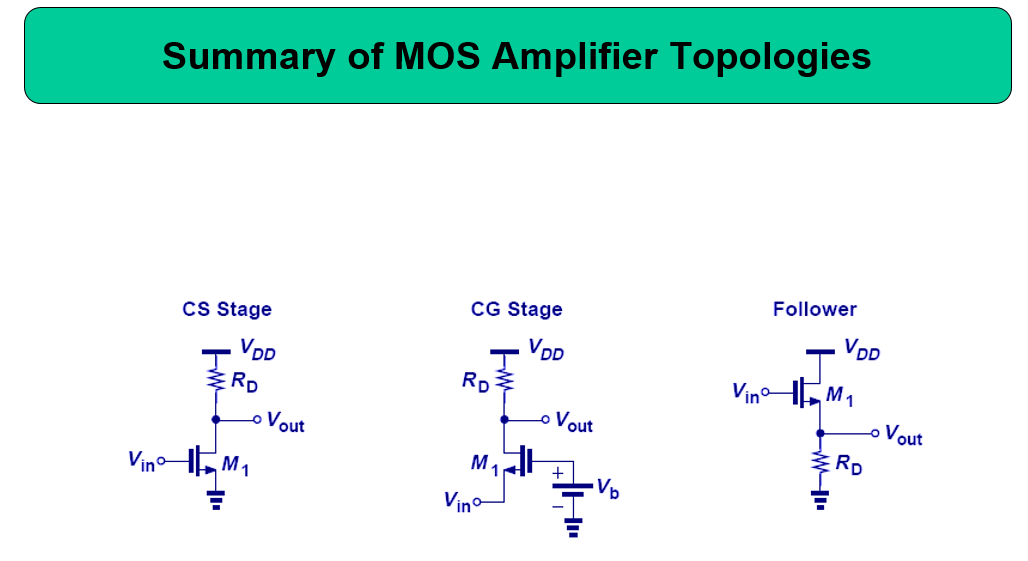 Summary of MOS Amplifier Topologies
CS Stage
VDD
RD
Vout
Vin
M1
CG Stage
VDD
RD
Vout
M1
+
Vb
Vin
−
Follower
VDD
Vin
M1
Vout
RD